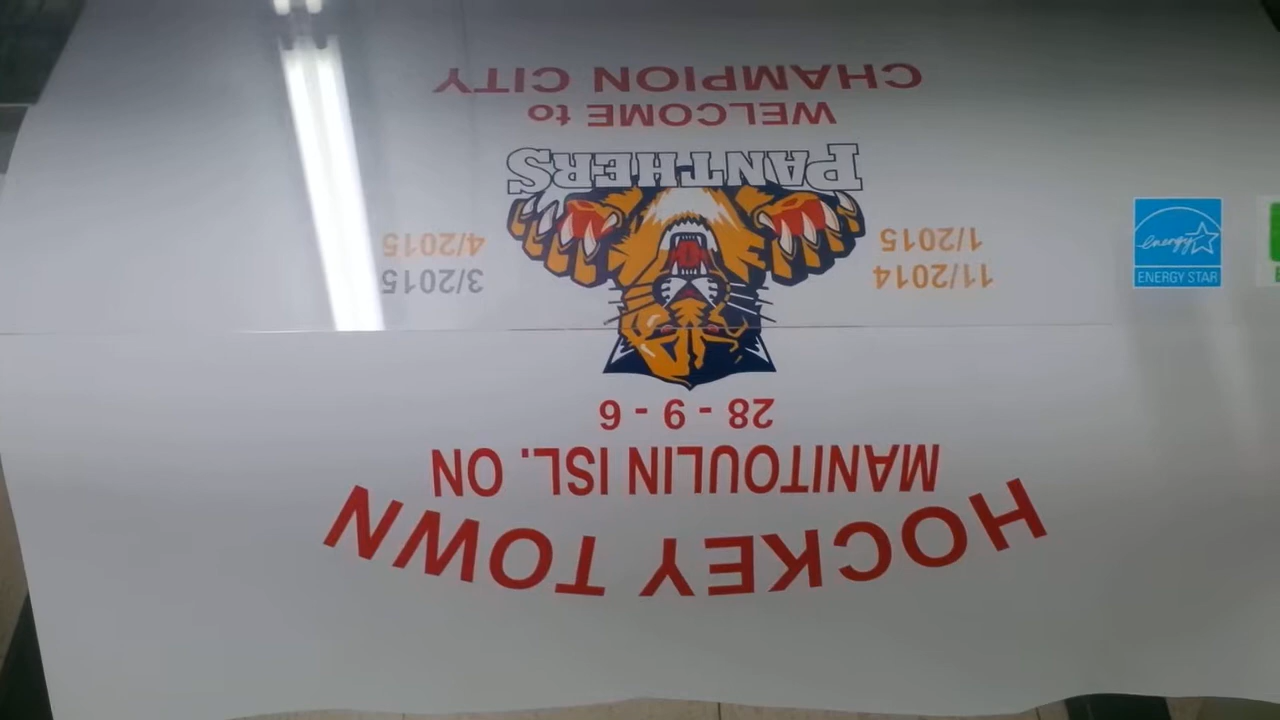 HOCKEY TOWN
MANITOULIN ISL. ON
28 - 9 - 6
11/2014
1/2015
3/2015
4/2015
PANTHERS
WELCOME to
CHAMPION CITY
energy
ENERGY STAR